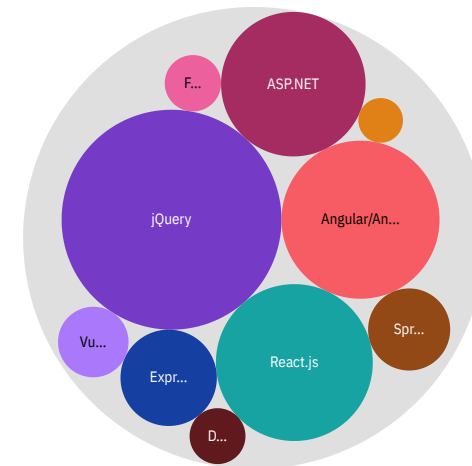 F...
ASP.NET
jQuery
Angular/An...
Vu...
Expr...
React.js
Spr...
D...